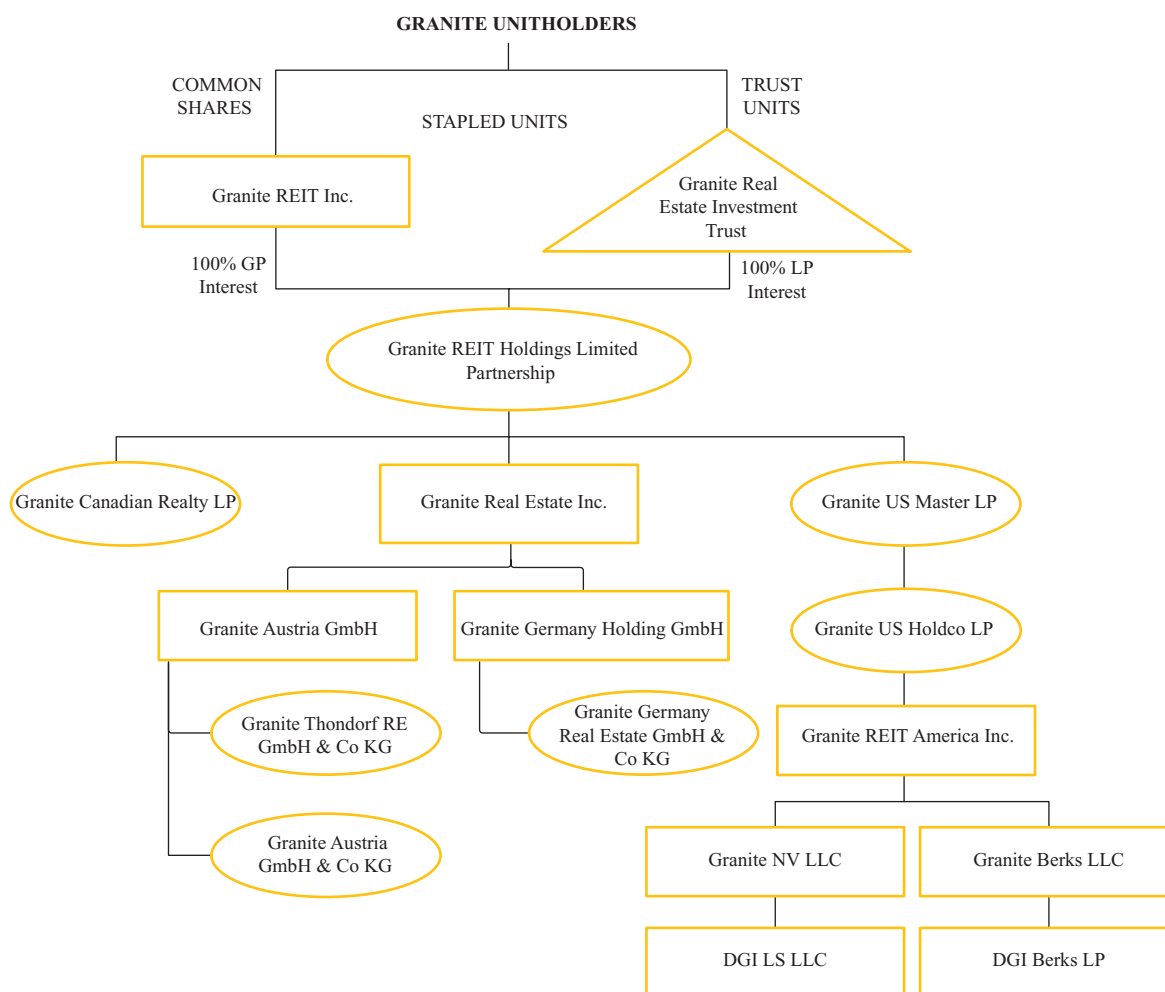 GRANITE UNITHOLDERS
COMMON
SHARES
STAPLED UNITS
TRUST
UNITS
Granite REIT Inc.
Granite Real
Estate Investment
Trust
100% GP
Interest
100% LP
Interest
Granite REIT Holdings Limited
Partnership
Granite Canadian Realty LP
Granite Real Estate Inc.
Granite US Master LP
Granite Austria GmbH
Granite Germany Holding GmbH
Granite US Holdco LP
Granite Thondorf RE
GmbH & Co KG
Granite Germany
Real Estate GmbH &
Co KG
Granite REIT America Inc.
Granite Austria
GmbH & Co KG
Granite NV LLC
Granite Berks LLC
DGI LS LLC
DGI Berks LP